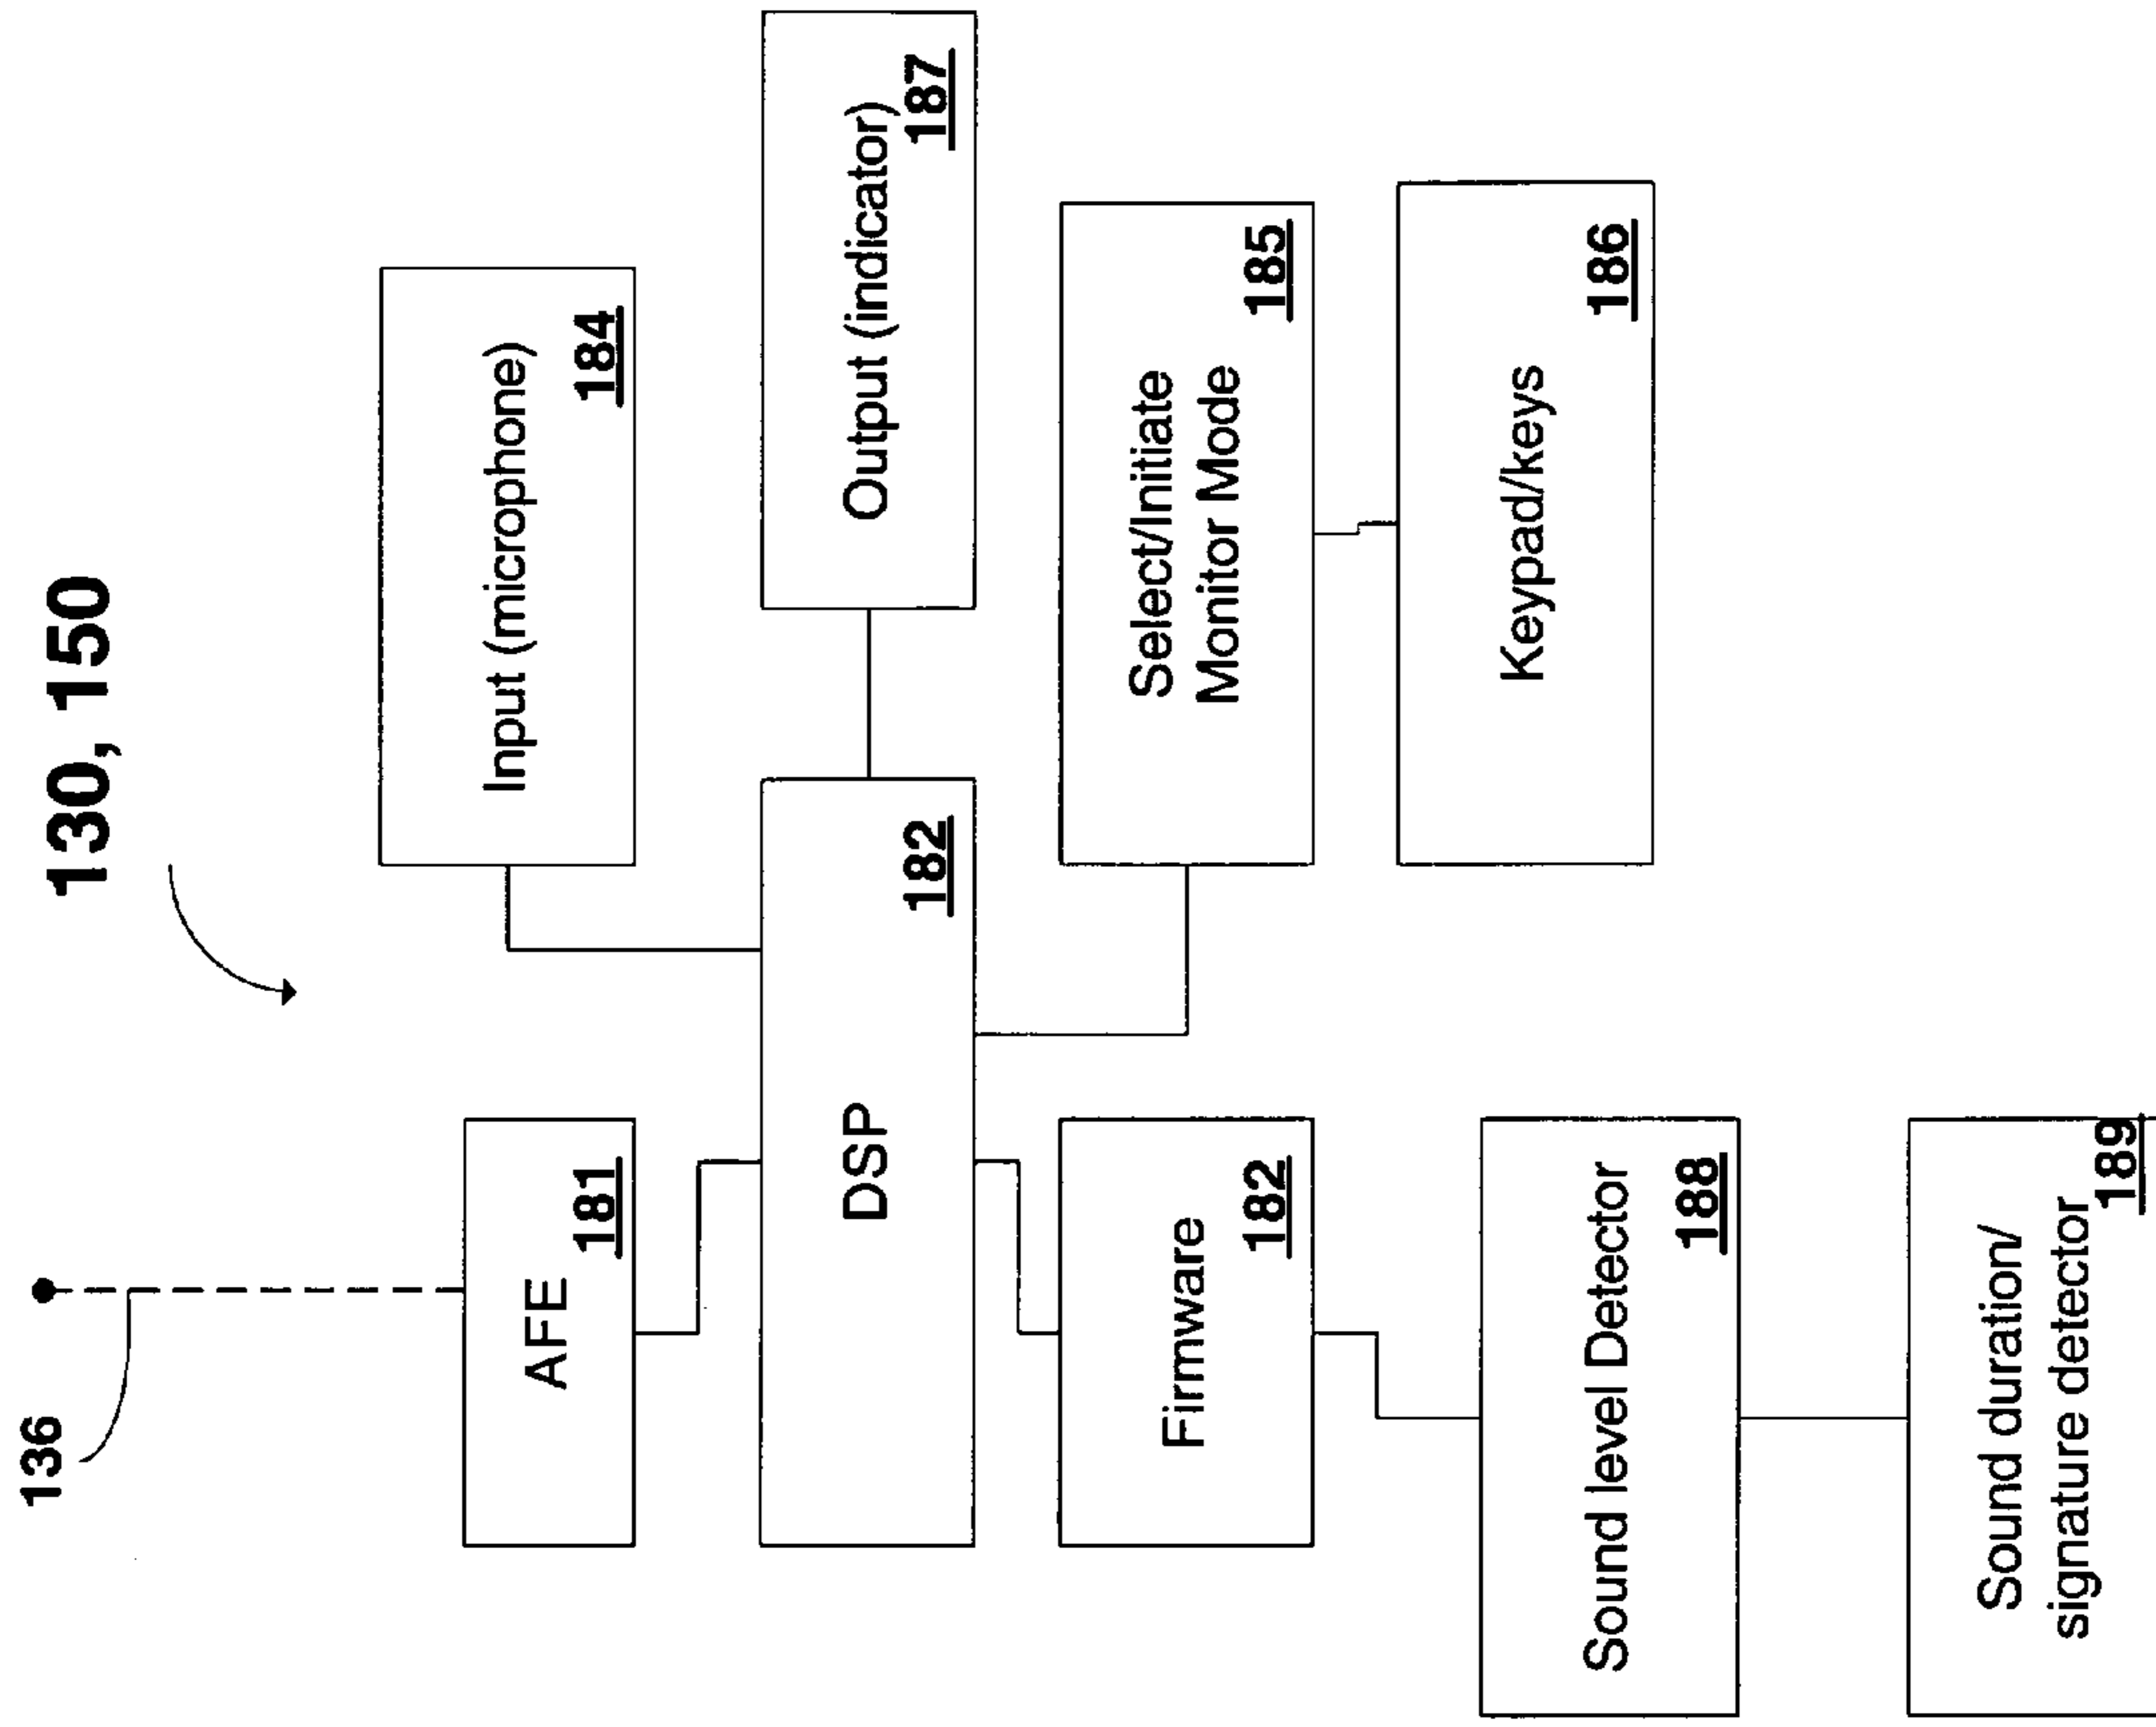 130, 150
136
AFE
181
Input (microphone)
184
DSP
182
Output (indicator)
187
Firmware
182
Select/Initiate
Monitor Mode
185
Keypad/keys
186
Sound level Detector
188
Sound duration/
signature detector
189